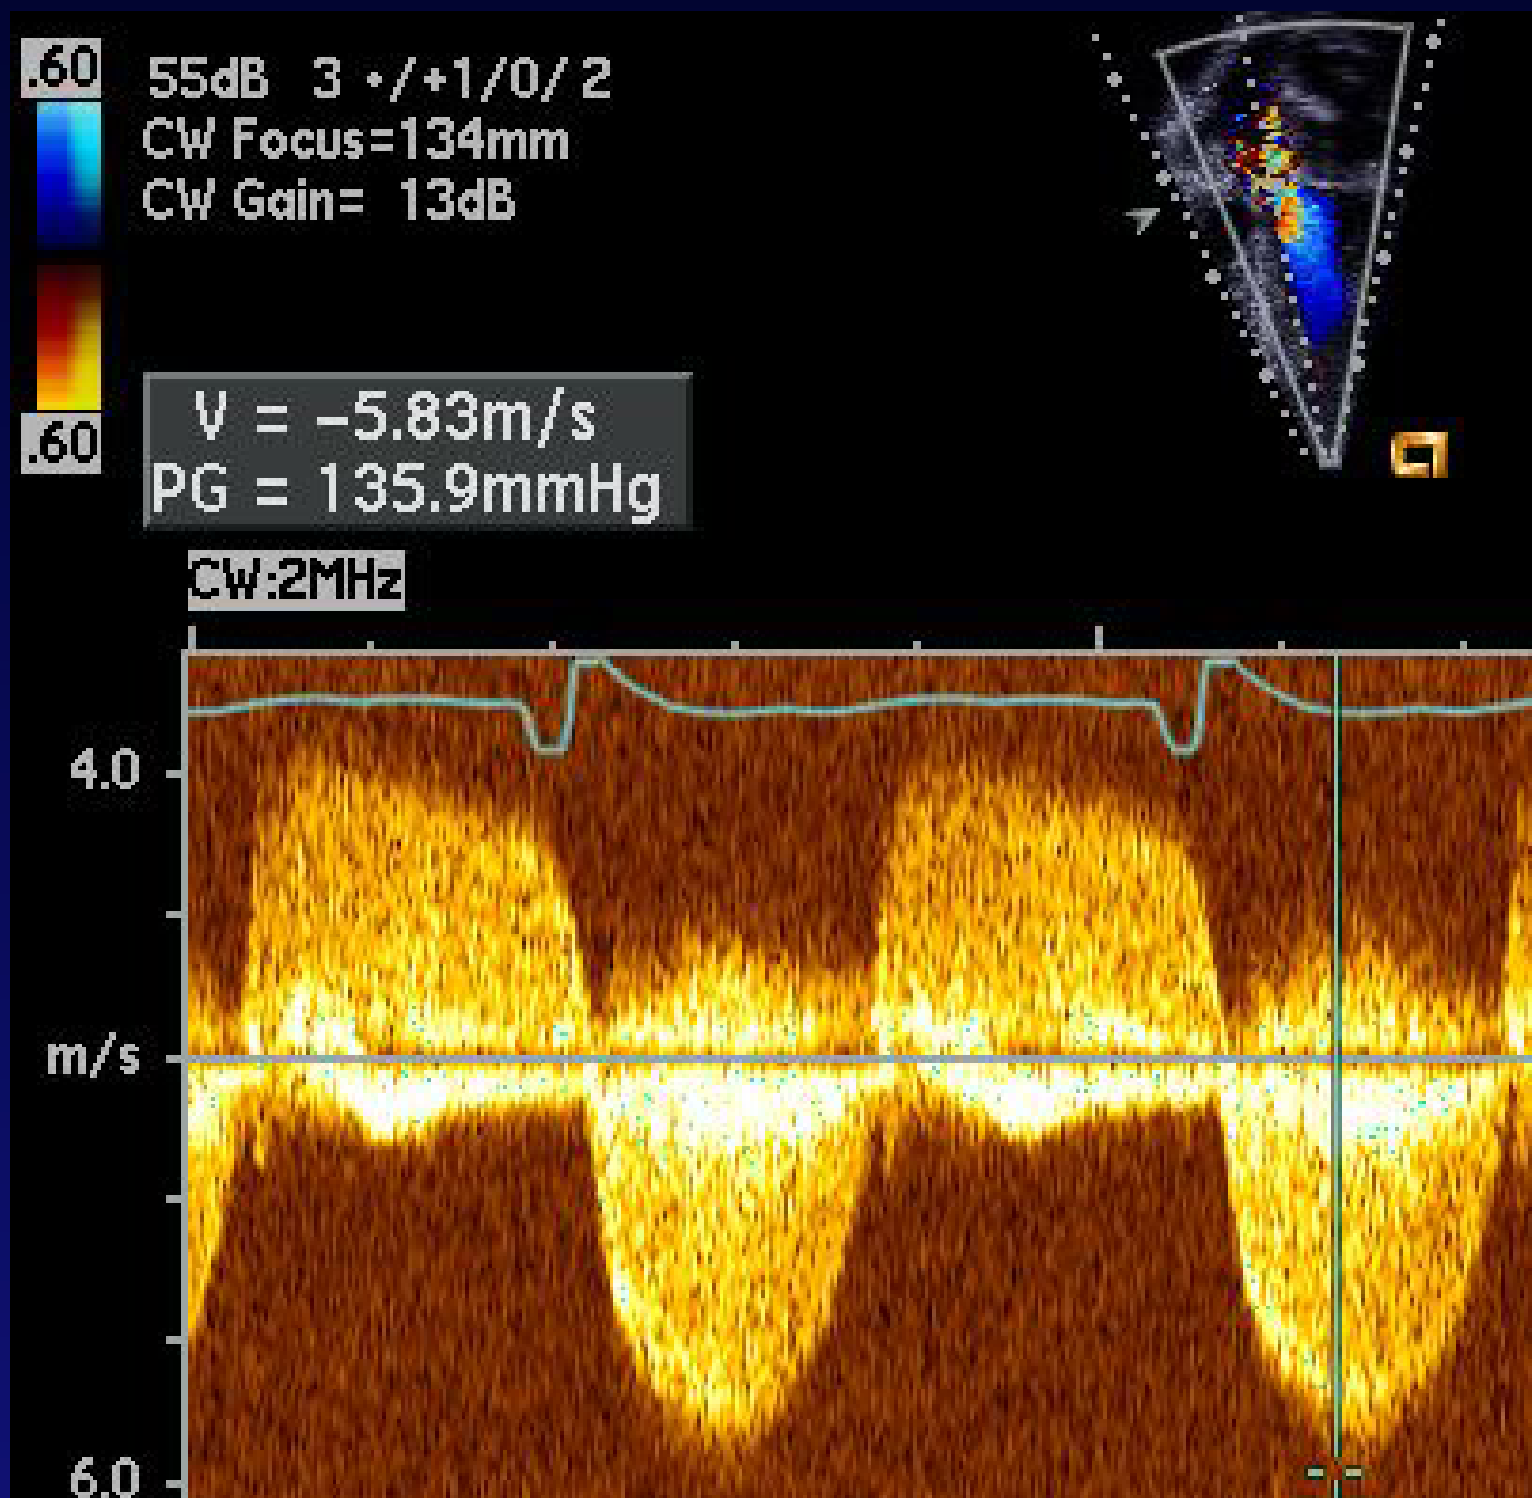 .60
55dB 3 •/+1/0/ 2
CW Focus=134mm
CW Gain= 13dB
.60
V = -5.83m/s
PG = 135.9mmHg
CW:2MHz
4.0
m/s
6.0